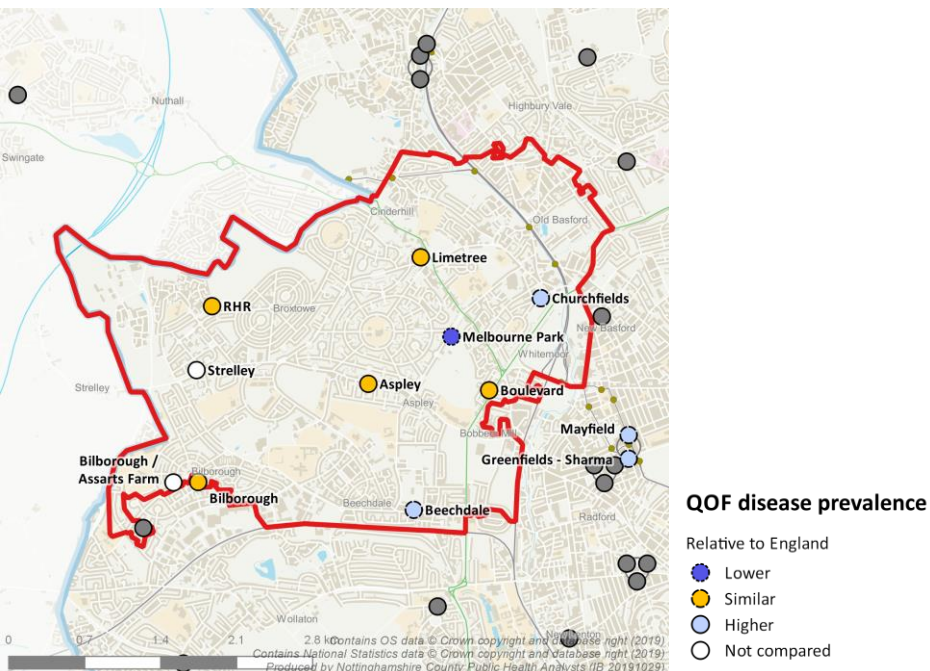 Nuthall
Highbury Vale
Swingate
Cinderhill
Old Basford
Limetree
RHR
Broxtowe
Churchfields
New Basford
Melbourne Park
Whitemoor
Strelley
Strelley
Aspley
Boulevard
Aspley
Mayfield
Greenfields - Sharma
Bilborough /
Assarts Farm
Bilborough
Bilborough
Beechdale
Beechdale
Radford
Wollaton
0 0.7 1.4 2.1 2.8 km
Contains OS data © Crown copyright and database right (2019)
Contains National Statistics data © Crown copyright and database right (2019)
Produced by Nottinghamshire County Public Health Analysts (IB 20191029)
QOF disease prevalence
Relative to England
Lower
Similar
Higher
Not compared